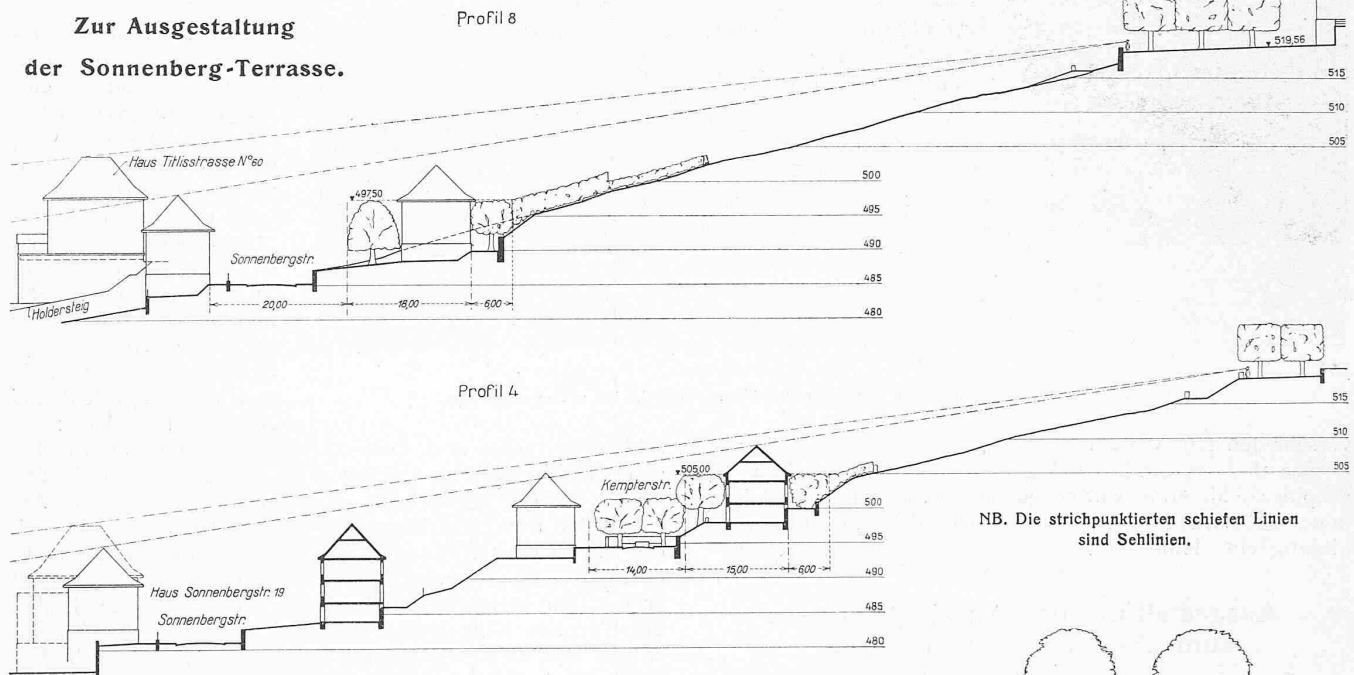 Zur Ausgestaltung
der Sonnenberg-Terrasse.
Profil 8
519,56
515
510
505
Haus Titlisstrasse N°60
500
497,50
495
490
Sonnenbergstr.
485
20,00
18,00
6,00
Holdersteig
480
Profil 4
515
510
505
505,00
Kempterstr.
500
NB. Die strichpunktierten schiefen Linien
sind Sehlinien.
495
14,00
15,00
6,00
490
Haus Sonnenbergstr. 19
485
Sonnenbergstr.
480